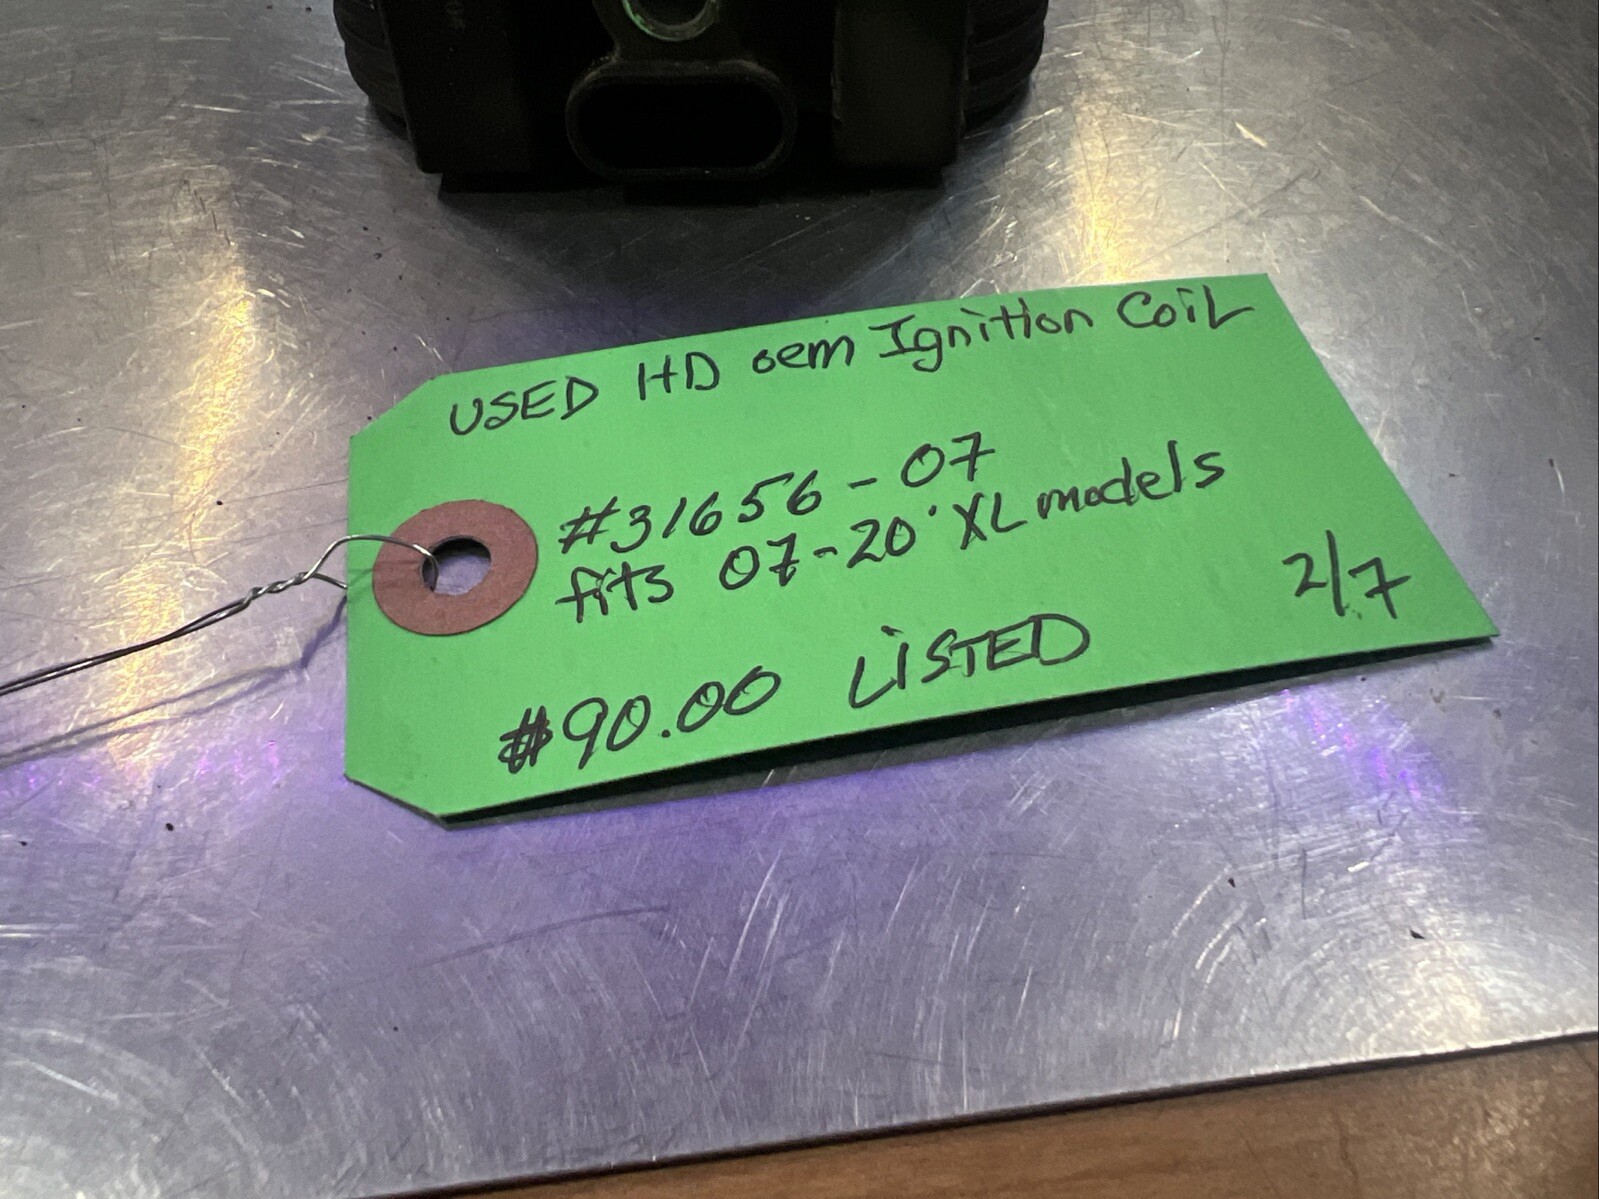 USED HD oem Ignition Coil
#31656-07
fits 07-20' XL models
2/7
$90.00 LiSTED